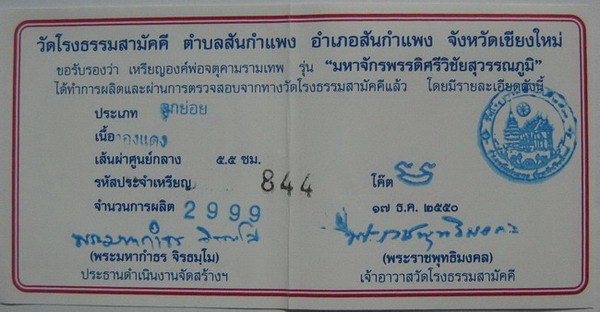 วัดโรงธรรมสามัคคี ตำบลสันกำแพง อำเภอสันกำแพง จังหวัดเชียงใหม่
ขอรับรองว่า เหรียญองค์พ่อจตุคามรามเทพ รุ่น "มหาจักรพรรดิศรีวิชัยสุวรรณภูมิ"
ได้ทำการผลิตและผ่านการตรวจสอบจากทางวัดโรงธรรมสามัคคีแล้ว โดยมีรายละเอียดดังนี้
ประเภท ลูกย่อย
เนื้อ องแดง
เส้นผ่าศูนย์กลาง ๕.๕ ซม.
รหัสประจำเหรียญ 844 โค๊ต
จำนวนการผลิต 2999 ๑๗ ธ.ค. ๒๕๕๐
(พระมหากำธร จิรธมฺโม) (พระราชพุทธิมงคล)
ประธานดำเนินงานจัดสร้างฯ เจ้าอาวาสวัดโรงธรรมสามัคคี